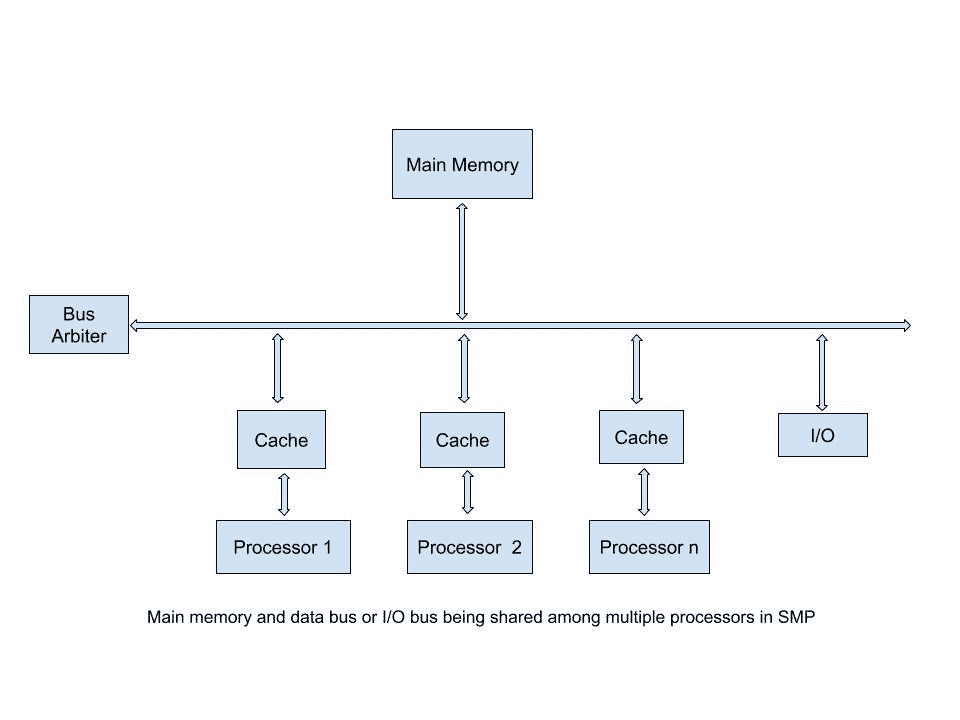 Main Memory
Bus
Arbiter
Cache
Cache
Cache
I/O
Processor 1
Processor 2
Processor n
Main memory and data bus or I/O bus being shared among multiple processors in SMP